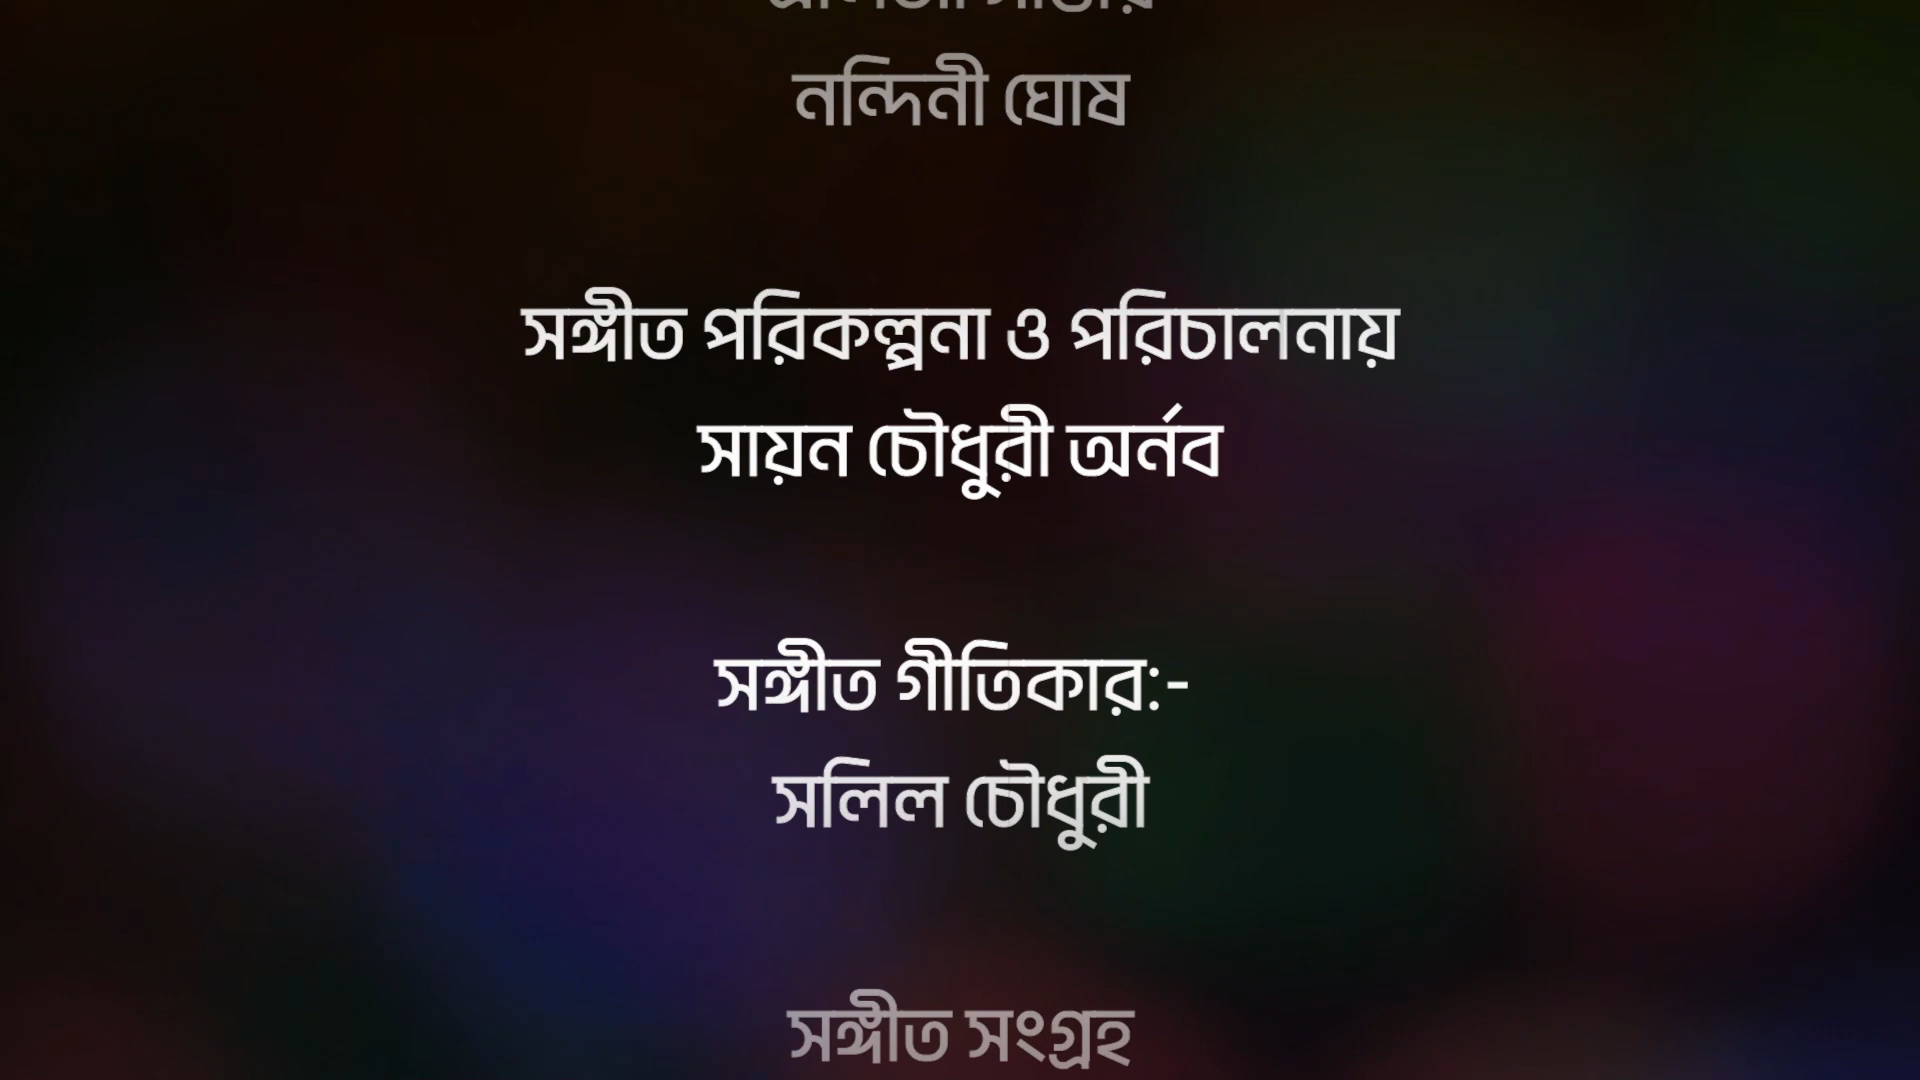 নন্দিনী ঘোষ
সঙ্গীত পরিকল্পনা ও পরিচালনায়
সায়ন চৌধুরী অর্নব
সঙ্গীত গীতিকার:-
সলিল চৌধুরী
সঙ্গীত সংগ্রহ